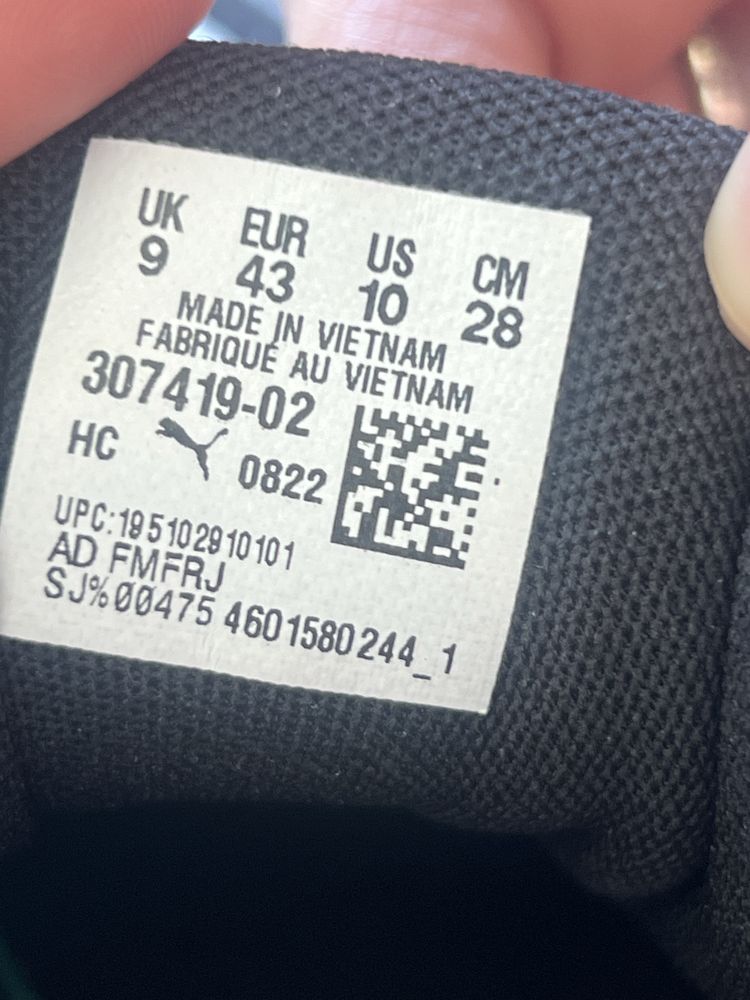 UK EUR US CM
9 43 10 28
MADE IN VIETNAM
FABRIQUÉ AU VIETNAM
307419-02
HC 0822
UPC:195102910101
AD FMFRJ
SJ%00475 4601580244_1